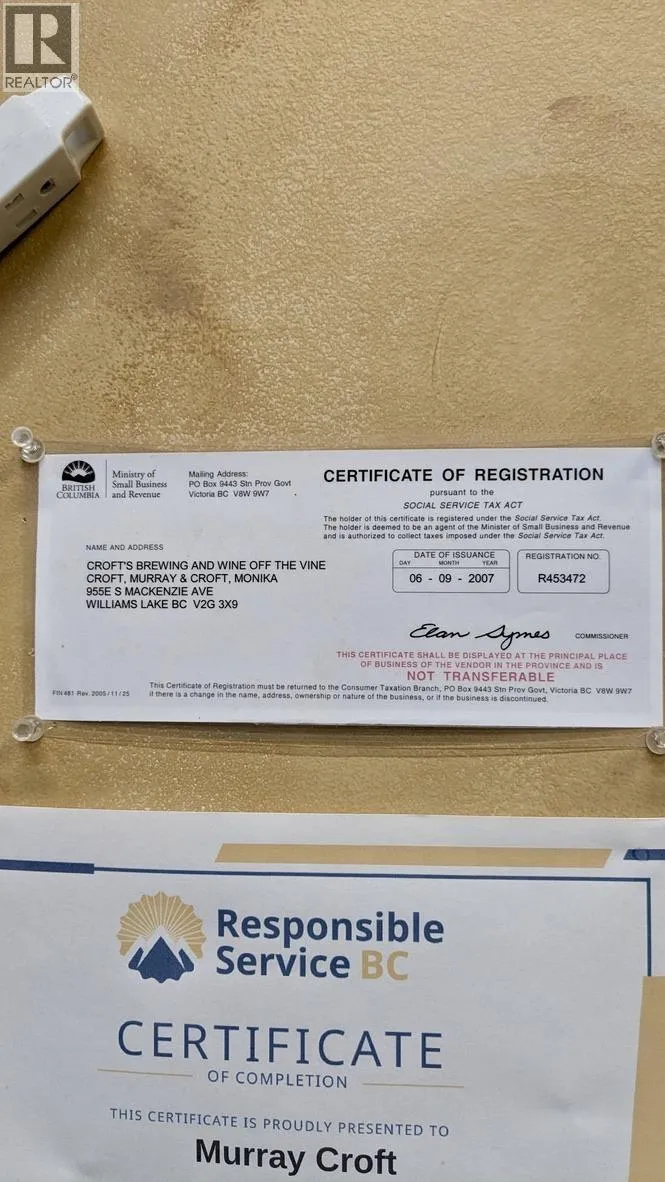 R
REALTOR®
BRITISH
COLUMBIA
Ministry of
Small Business
and Revenue
Mailing Address:
PO Box 9443 Stn Prov Govt
Victoria BC V8W 9W7
CERTIFICATE OF REGISTRATION
pursuant to the
SOCIAL SERVICE TAX ACT
The holder of this certificate is registered under the Social Service Tax Act.
The holder is deemed to be an agent of the Minister of Small Business and Revenue
and is authorized to collect taxes imposed under the Social Service Tax Act.
NAME AND ADDRESS
CROFT'S BREWING AND WINE OFF THE VINE
CROFT, MURRAY & CROFT, MONIKA
955E S MACKENZIE AVE
WILLIAMS LAKE BC V2G 3X9
DATE OF ISSUANCE
DAY MONTH YEAR
06 - 09 - 2007
REGISTRATION NO.
R453472
Elan Symes
COMMISSIONER
THIS CERTIFICATE SHALL BE DISPLAYED AT THE PRINCIPAL PLACE
OF BUSINESS OF THE VENDOR IN THE PROVINCE AND IS
NOT TRANSFERABLE
FIN 481 Rev. 2005 / 11 / 25
This Certificate of Registration must be returned to the Consumer Taxation Branch, PO Box 9443 Stn Prov Govt, Victoria BC V8W 9W7
if there is a change in the name, address, ownership or nature of the business, or if the business is discontinued.
Responsible
Service BC
CERTIFICATE
OF COMPLETION
THIS CERTIFICATE IS PROUDLY PRESENTED TO
Murray Croft